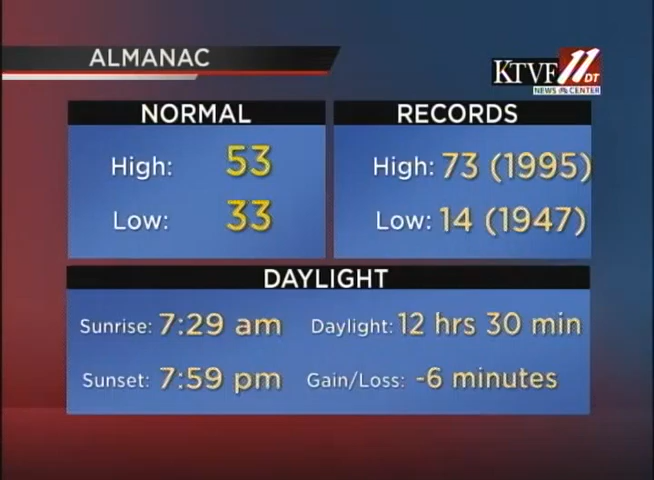 ALMANAC
KTVF 11 DT
NEWS CENTER
NORMAL
High: 53
Low: 33
RECORDS
High: 73 (1995)
Low: 14 (1947)
DAYLIGHT
Sunrise: 7:29 am Daylight: 12 hrs 30 min
Sunset: 7:59 pm Gain/Loss: -6 minutes